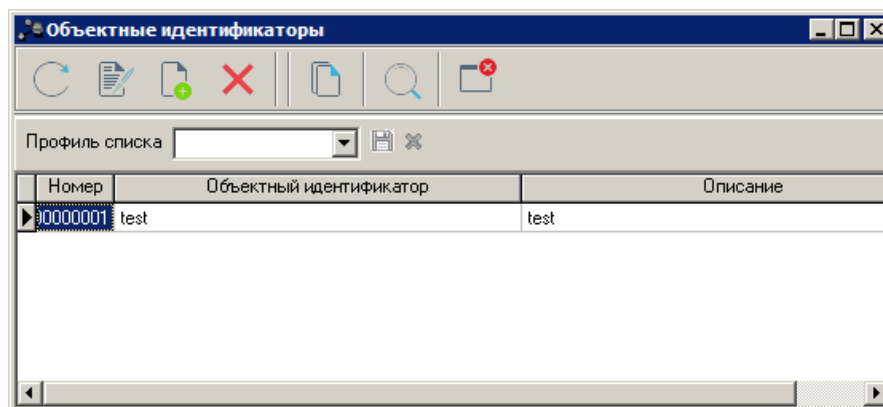 Объектные идентификаторы
Профиль списка
Номер Объектный идентификатор Описание
00000001 test test